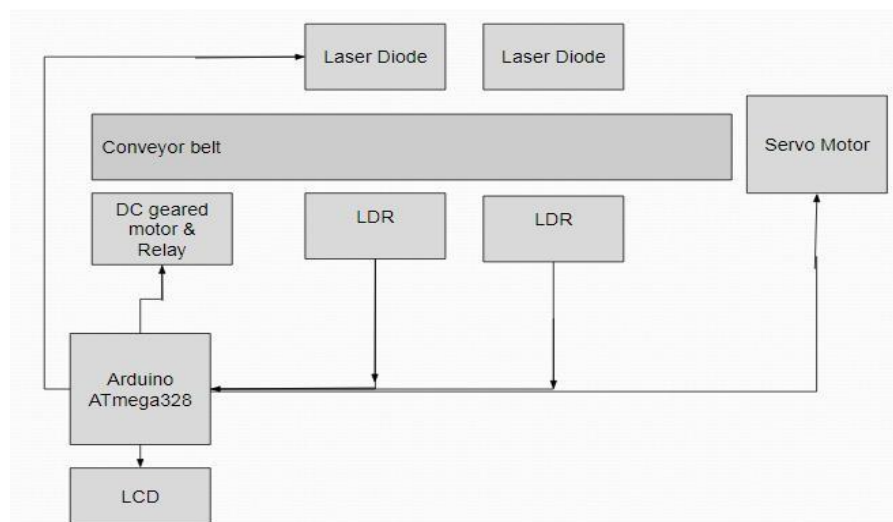 Laser Diode
Laser Diode
Conveyor belt
Servo Motor
DC geared
motor &
Relay
LDR
LDR
Arduino
ATmega328
LCD